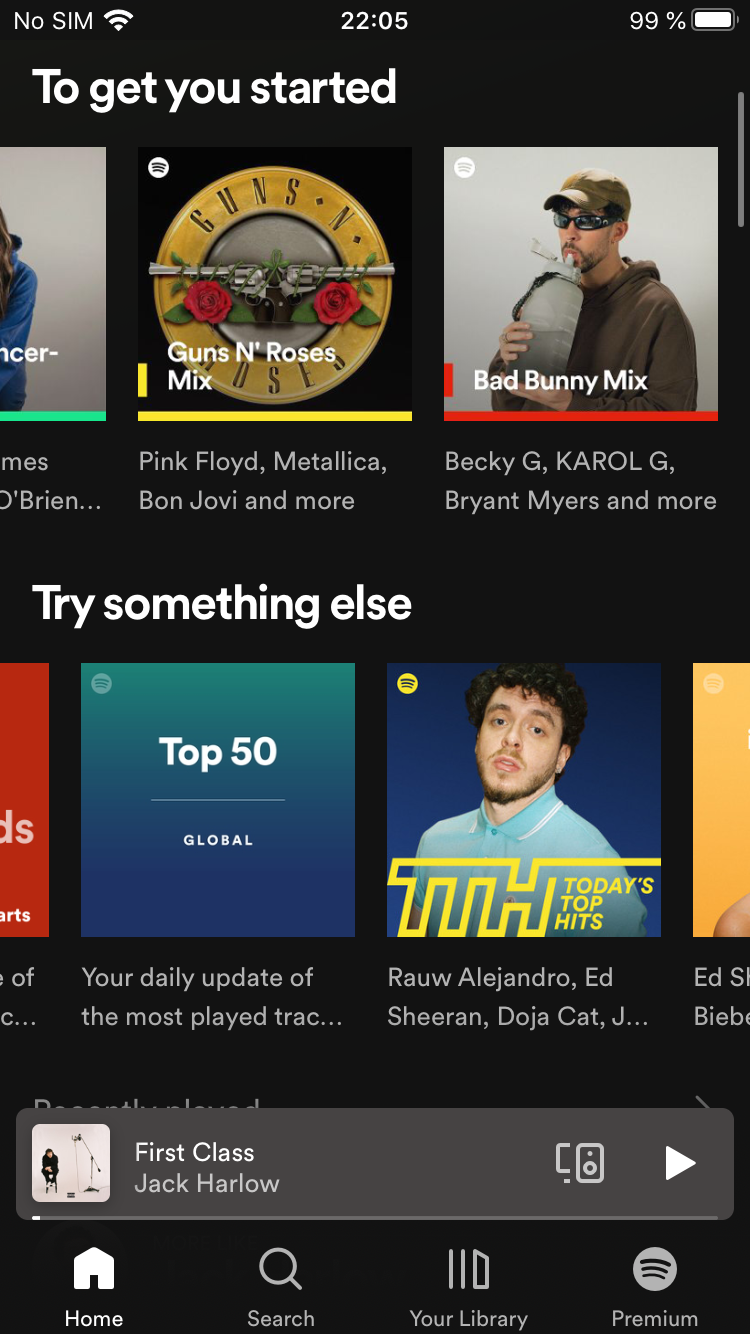 No SIM 22:05 99 %
To get you started
GUNS N'
ROSES
ncer-
Guns N' Roses
Mix
Bad Bunny Mix
mes
O'Brien...
Pink Floyd, Metallica,
Bon Jovi and more
Becky G, KAROL G,
Bryant Myers and more
Try something else
ds
arts
Top 50
GLOBAL
TTH
TODAY'S
TOP
HITS
e of
c...
Your daily update of
the most played trac...
Rauw Alejandro, Ed
Sheeran, Doja Cat, J...
Ed Sh
Biebe
Recently played
First Class
Jack Harlow
Home Search Your Library Premium